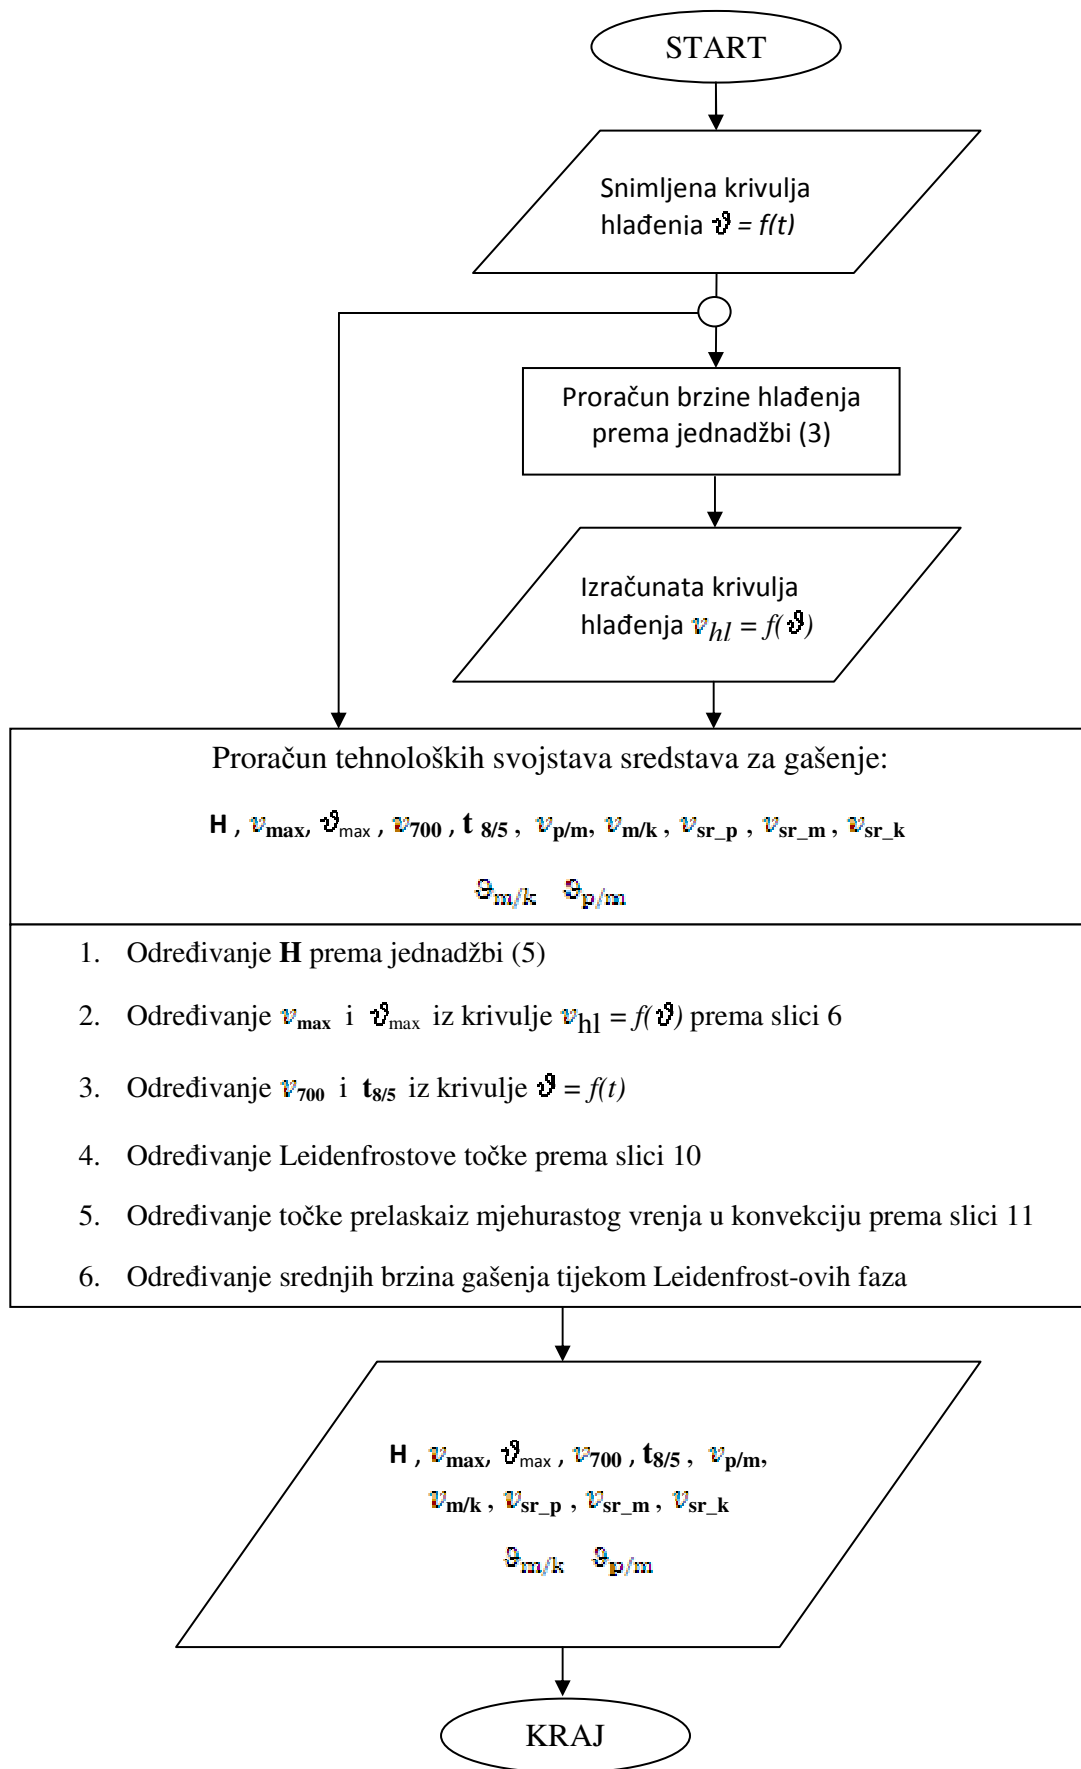 START
Snimljena krivulja
hlađenia ϑ = f(t)
Proračun brzine hlađenja
prema jednadžbi (3)
Izračunata krivulja
hlađenja v_hl = f(ϑ)
Proračun tehnoloških svojstava sredstava za gašenje:
H , v_max, ϑ_max , v_700 , t_8/5 , v_p/m, v_m/k , v_sr_p , v_sr_m , v_sr_k
ϑ_m/k ϑ_p/m
1. Određivanje H prema jednadžbi (5)
2. Određivanje v_max i ϑ_max iz krivulje v_hl = f(ϑ) prema slici 6
3. Određivanje v_700 i t_8/5 iz krivulje ϑ = f(t)
4. Određivanje Leidenfrostove točke prema slici 10
5. Određivanje točke prelaskaiz mjehurastog vrenja u konvekciju prema slici 11
6. Određivanje srednjih brzina gašenja tijekom Leidenfrost-ovih faza
H , v_max, ϑ_max , v_700 , t_8/5 , v_p/m,
v_m/k , v_sr_p , v_sr_m , v_sr_k
ϑ_m/k ϑ_p/m
KRAJ